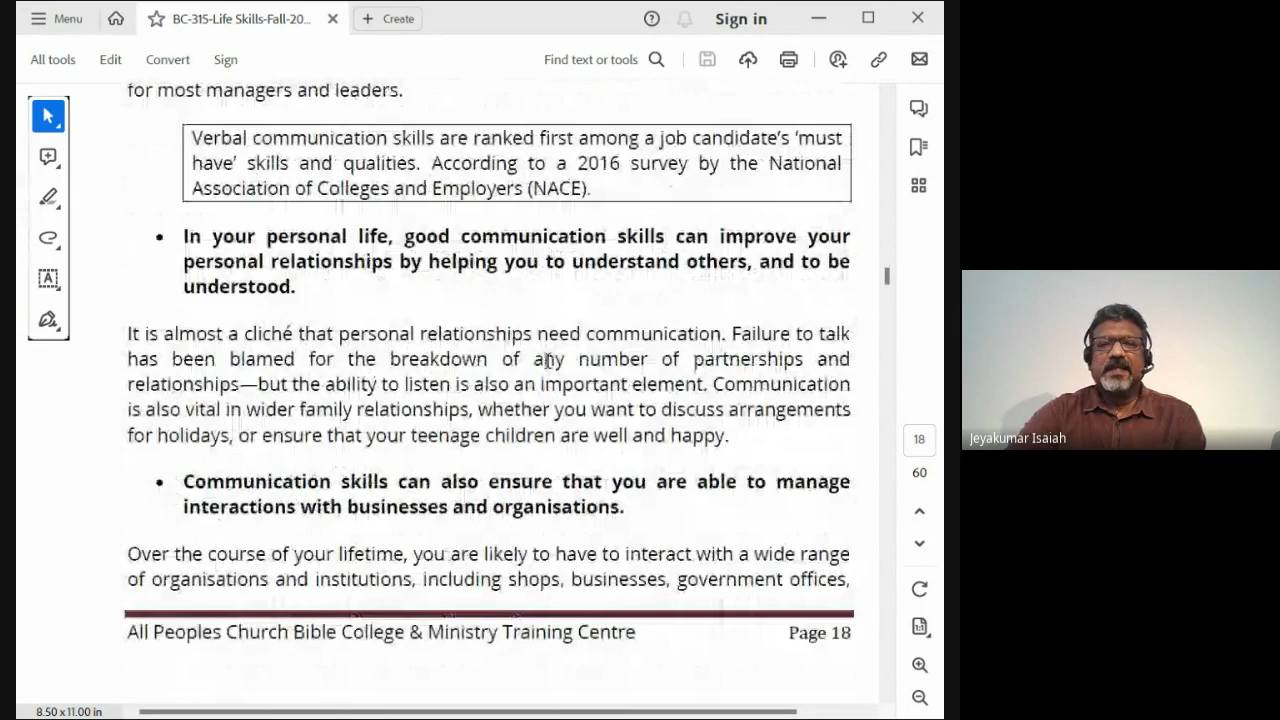 Menu
BC-315-Life Skills-Fall-20...
Create
Sign in
All tools
Edit
Convert
Sign
Find text or tools
for most managers and leaders.
Verbal communication skills are ranked first among a job candidate's 'must
have' skills and qualities. According to a 2016 survey by the National
Association of Colleges and Employers (NACE).
• In your personal life, good communication skills can improve your
personal relationships by helping you to understand others, and to be
understood.
It is almost a cliché that personal relationships need communication. Failure to talk
has been blamed for the breakdown of any number of partnerships and
relationships—but the ability to listen is also an important element. Communication
is also vital in wider family relationships, whether you want to discuss arrangements
for holidays, or ensure that your teenage children are well and happy.
• Communication skills can also ensure that you are able to manage
interactions with businesses and organisations.
Over the course of your lifetime, you are likely to have to interact with a wide range
of organisations and institutions, including shops, businesses, government offices,
All Peoples Church Bible College & Ministry Training Centre
Page 18
18
60
8.50 x 11.00 in
Jeyakumar Isaiah